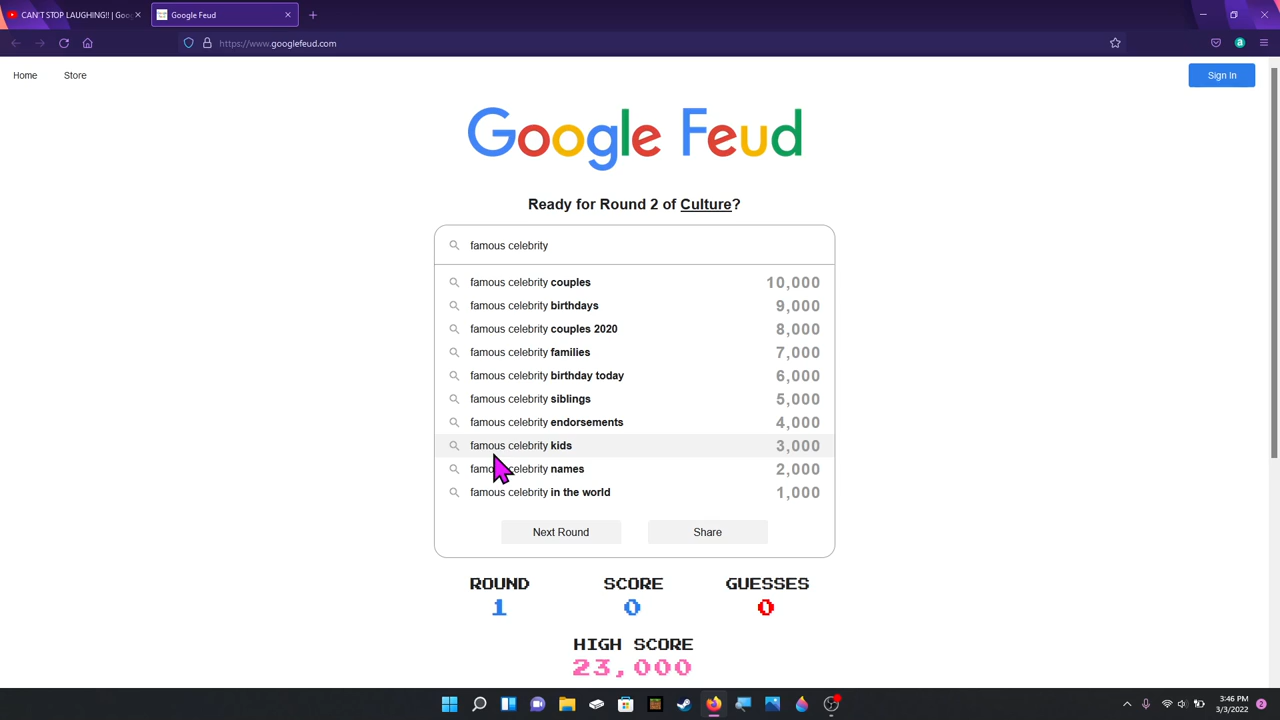 CAN'T STOP LAUGHING!! | Goo
Google Feud
https://www.googlefeud.com
Home
Store
Sign In
Google Feud
Ready for Round 2 of Culture?
famous celebrity
famous celebrity couples 10,000
famous celebrity birthdays 9,000
famous celebrity couples 2020 8,000
famous celebrity families 7,000
famous celebrity birthday today 6,000
famous celebrity siblings 5,000
famous celebrity endorsements 4,000
famous celebrity kids 3,000
famous celebrity names 2,000
famous celebrity in the world 1,000
Next Round
Share
ROUND SCORE GUESSES
1 0 0
HIGH SCORE
23,000
3:46 PM
3/3/2022
2